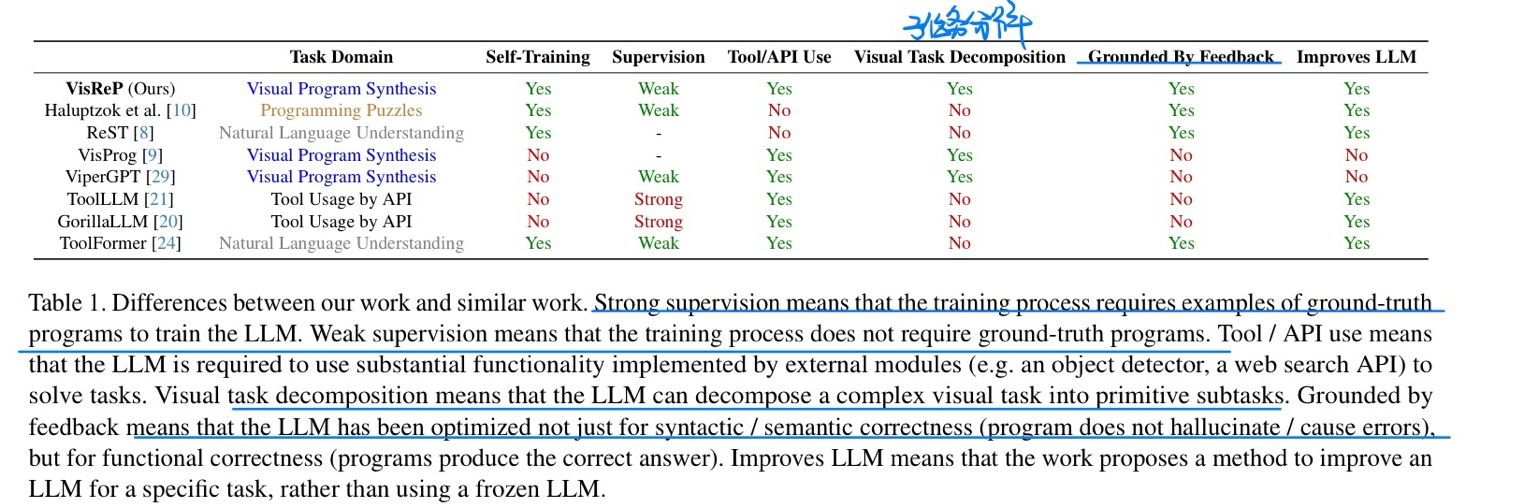 子任务分解
Task Domain Self-Training Supervision Tool/API Use Visual Task Decomposition Grounded By Feedback Improves LLM
VisReP (Ours) Visual Program Synthesis Yes Weak Yes Yes Yes Yes
Haluptzok et al. [10] Programming Puzzles Yes Weak No No Yes Yes
ReST [8] Natural Language Understanding Yes - No No Yes Yes
VisProg [9] Visual Program Synthesis No - Yes Yes No No
ViperGPT [29] Visual Program Synthesis No Weak Yes Yes No No
ToolLLM [21] Tool Usage by API No Strong Yes No No Yes
GorillaLLM [20] Tool Usage by API No Strong Yes No No Yes
ToolFormer [24] Natural Language Understanding Yes Weak Yes No Yes Yes
Table 1. Differences between our work and similar work. Strong supervision means that the training process requires examples of ground-truth
programs to train the LLM. Weak supervision means that the training process does not require ground-truth programs. Tool / API use means
that the LLM is required to use substantial functionality implemented by external modules (e.g. an object detector, a web search API) to
solve tasks. Visual task decomposition means that the LLM can decompose a complex visual task into primitive subtasks. Grounded by
feedback means that the LLM has been optimized not just for syntactic / semantic correctness (program does not hallucinate / cause errors),
but for functional correctness (programs produce the correct answer). Improves LLM means that the work proposes a method to improve an
LLM for a specific task, rather than using a frozen LLM.